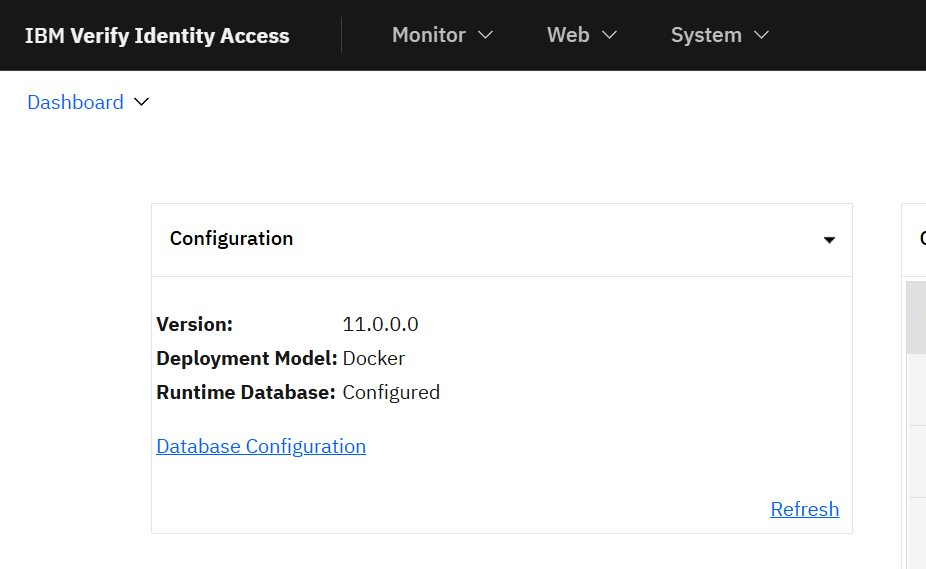 IBM Verify Identity Access Monitor Web System
Dashboard
Configuration
Version: 11.0.0.0
Deployment Model: Docker
Runtime Database: Configured
Database Configuration
Refresh